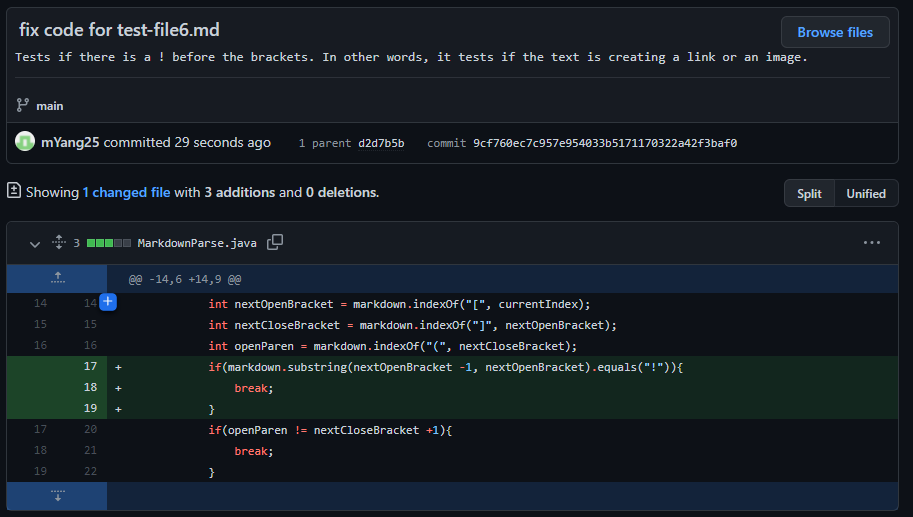 fix code for test-file6.md
Browse files
Tests if there is a ! before the brackets. In other words, it tests if the text is creating a link or an image.
main
mYang25 committed 29 seconds ago 1 parent d2d7b5b commit 9cf760ec7c957e954033b5171170322a42f3baf0
Showing 1 changed file with 3 additions and 0 deletions.
Split Unified
3 MarkdownParse.java
@@ -14,6 +14,9 @@
14 14 + int nextOpenBracket = markdown.indexOf("[", currentIndex);
15 15 int nextCloseBracket = markdown.indexOf("]", nextOpenBracket);
16 16 int openParen = markdown.indexOf("(", nextCloseBracket);
17 + if(markdown.substring(nextOpenBracket -1, nextOpenBracket).equals("!")){
18 + break;
19 + }
17 20 if(openParen != nextCloseBracket +1){
18 21 break;
19 22 }